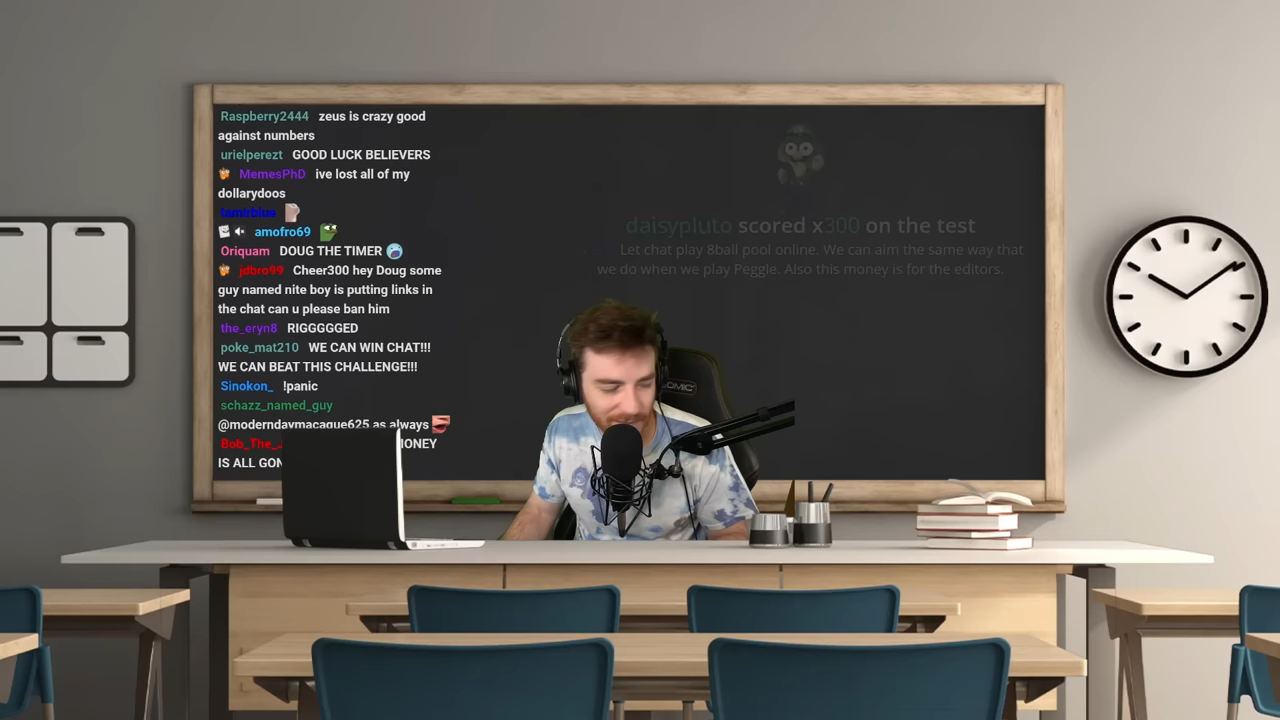 Raspberry2444 zeus is crazy good
against numbers
urielperezt GOOD LUCK BELIEVERS
MemesPhD ive lost all of my
dollarydoos
tamirblus
amofro69
Oriquam DOUG THE TIMER
jdbro99 Cheer300 hey Doug some
guy named nite boy is putting links in
the chat can u please ban him
the_eryn8 RIGGGGGED
poke_mat210 WE CAN WIN CHAT!!!
WE CAN BEAT THIS CHALLENGE!!!
Sinokon_ !panic
schazz_named_guy
@moderndaymacaque625 as always
Bob_The_
IS ALL GON
daisypluto scored x300 on the test
Let chat play 8ball pool online. We can aim the same way that
we do when we play Peggle. Also this money is for the editors.